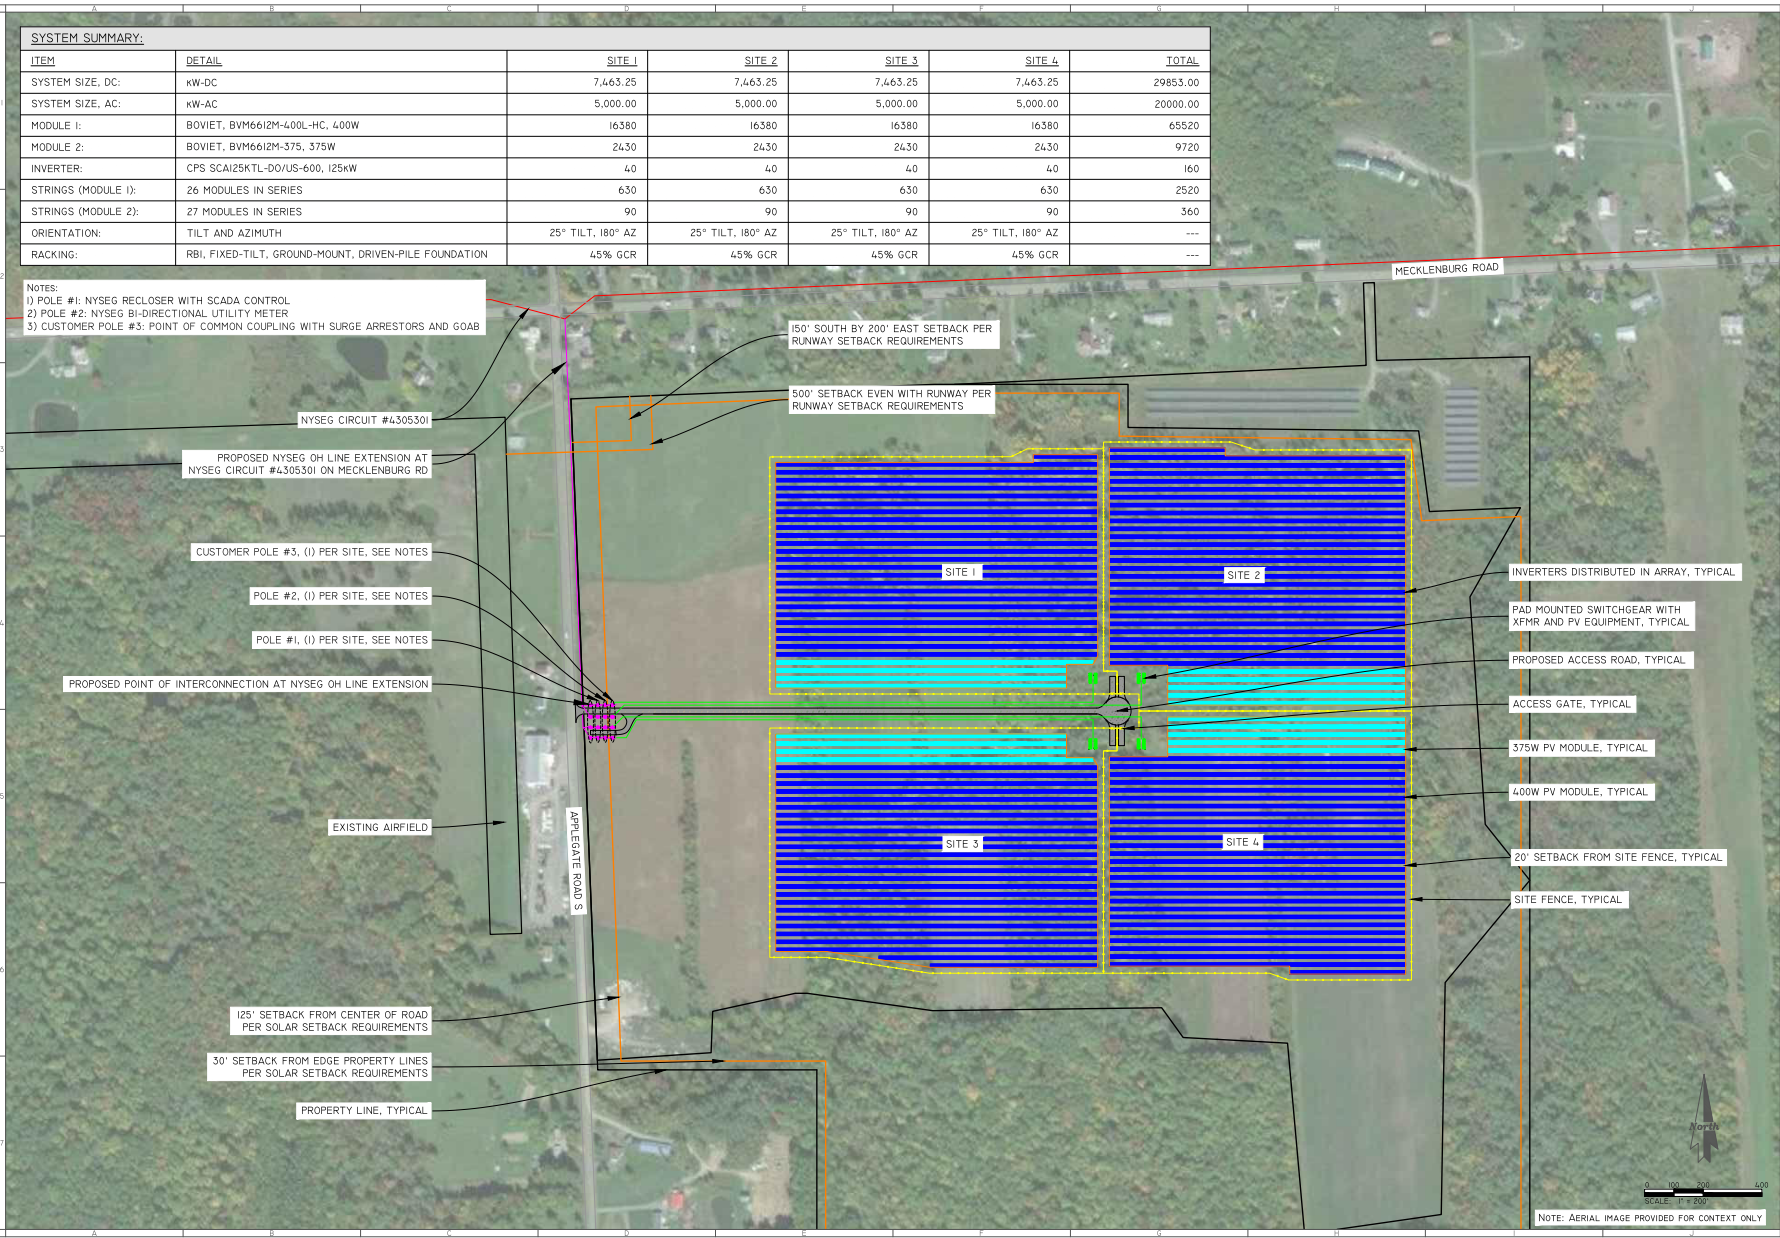 SYSTEM SUMMARY:
ITEM DETAIL SITE 1 SITE 2 SITE 3 SITE 4 TOTAL
SYSTEM SIZE, DC: KW-DC 7,463.25 7,463.25 7,463.25 7,463.25 29853.00
SYSTEM SIZE, AC: KW-AC 5,000.00 5,000.00 5,000.00 5,000.00 20000.00
MODULE 1: BOVIET, BVM6612M-400L-HC, 400W 16380 16380 16380 16380 65520
MODULE 2: BOVIET, BVM6612M-375, 375W 2430 2430 2430 2430 9720
INVERTER: CPS SCA125KTL-DO/US-600, 125KW 40 40 40 40 160
STRINGS (MODULE 1): 26 MODULES IN SERIES 630 630 630 630 2520
STRINGS (MODULE 2): 27 MODULES IN SERIES 90 90 90 90 360
ORIENTATION: TILT AND AZIMUTH 25° TILT, 180° AZ 25° TILT, 180° AZ 25° TILT, 180° AZ 25° TILT, 180° AZ ---
RACKING: RBI, FIXED-TILT, GROUND-MOUNT, DRIVEN-PILE FOUNDATION 45% GCR 45% GCR 45% GCR 45% GCR ---
NOTES:
1) POLE #1: NYSEG RECLOSER WITH SCADA CONTROL
2) POLE #2: NYSEG BI-DIRECTIONAL UTILITY METER
3) CUSTOMER POLE #3: POINT OF COMMON COUPLING WITH SURGE ARRESTORS AND GOAB
MECKLENBURG ROAD
150' SOUTH BY 200' EAST SETBACK PER
RUNWAY SETBACK REQUIREMENTS
500' SETBACK EVEN WITH RUNWAY PER
RUNWAY SETBACK REQUIREMENTS
NYSEG CIRCUIT #4305301
PROPOSED NYSEG OH LINE EXTENSION AT
NYSEG CIRCUIT #4305301 ON MECKLENBURG RD
CUSTOMER POLE #3, (1) PER SITE, SEE NOTES
POLE #2, (1) PER SITE, SEE NOTES
POLE #1, (1) PER SITE, SEE NOTES
PROPOSED POINT OF INTERCONNECTION AT NYSEG OH LINE EXTENSION
EXISTING AIRFIELD
APPLEGATE ROAD S
125' SETBACK FROM CENTER OF ROAD
PER SOLAR SETBACK REQUIREMENTS
30' SETBACK FROM EDGE PROPERTY LINES
PER SOLAR SETBACK REQUIREMENTS
PROPERTY LINE, TYPICAL
SITE 1
SITE 2
SITE 3
SITE 4
INVERTERS DISTRIBUTED IN ARRAY, TYPICAL
PAD MOUNTED SWITCHGEAR WITH
XFMR AND PV EQUIPMENT, TYPICAL
PROPOSED ACCESS ROAD, TYPICAL
ACCESS GATE, TYPICAL
375W PV MODULE, TYPICAL
400W PV MODULE, TYPICAL
20' SETBACK FROM SITE FENCE, TYPICAL
SITE FENCE, TYPICAL
North
0 100 200 400
SCALE: 1" = 200'
NOTE: AERIAL IMAGE PROVIDED FOR CONTEXT ONLY
A B C D E F G H I J
1
2
3
4
5
6
7
A B C D E F G H I J